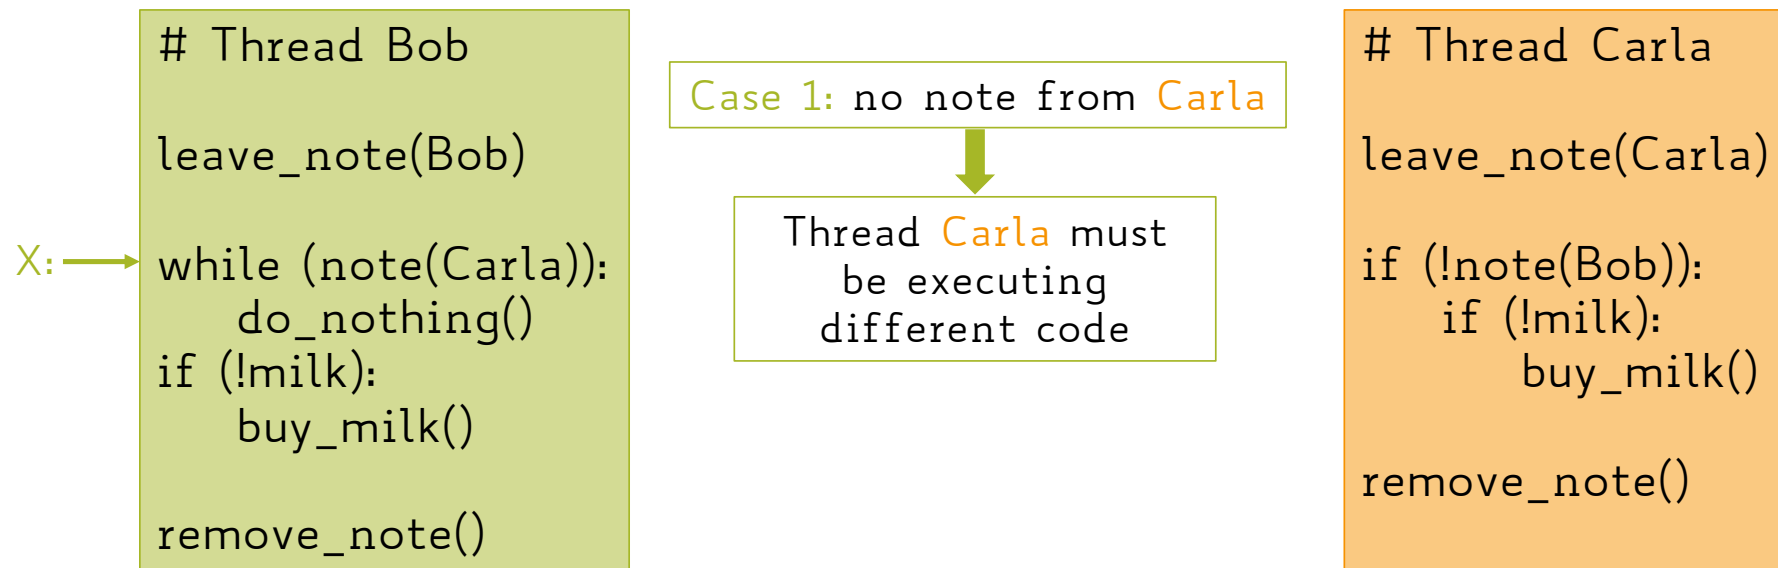 # Thread Bob
leave_note(Bob)
X:
while (note(Carla)):
do_nothing()
if (!milk):
buy_milk()
remove_note()
Case 1: no note from Carla
Thread Carla must
be executing
different code
# Thread Carla
leave_note(Carla)
if (!note(Bob)):
if (!milk):
buy_milk()
remove_note()